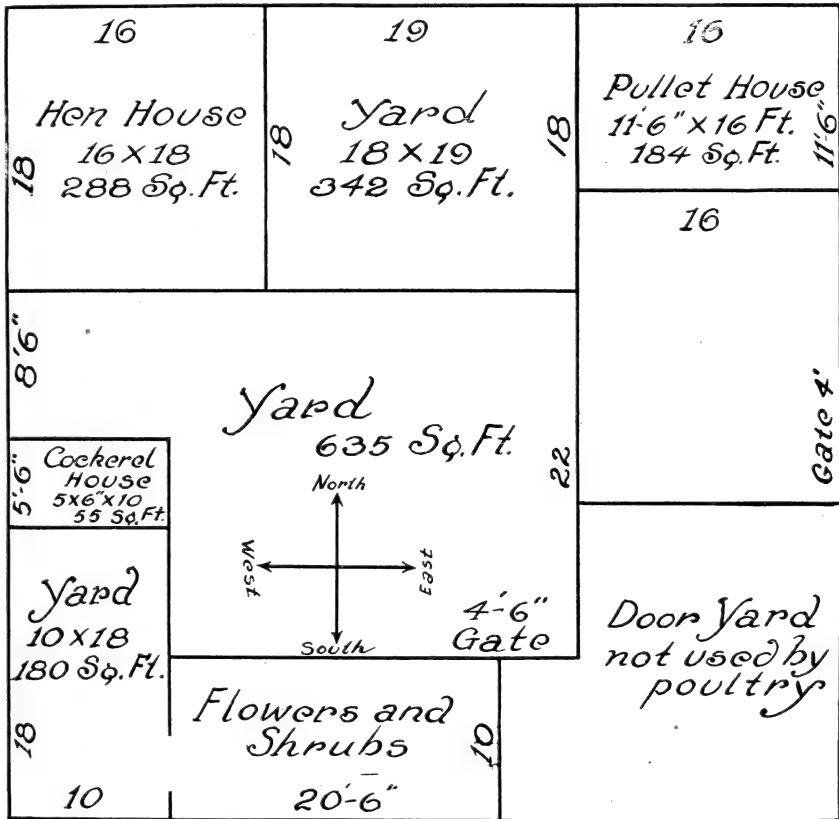 16
Hen House
16 X 18
288 Sq. Ft.
18
19
Yard
18 X 19
342 Sq. Ft.
18
18
16
Pullet House
11'-6" X 16 Ft.
184 Sq. Ft.
11'-6"
16
Gate 4'
8'6"
Yard
635 Sq. Ft.
22
North
West
East
South
4'-6"
Gate
5'-6"
Cockerel
House
5X6"X10
55 Sq. Ft.
Yard
10 X 18
180 Sq. Ft.
18
10
Flowers and
Shrubs
10
20'-6"
Door Yard
not used by
poultry